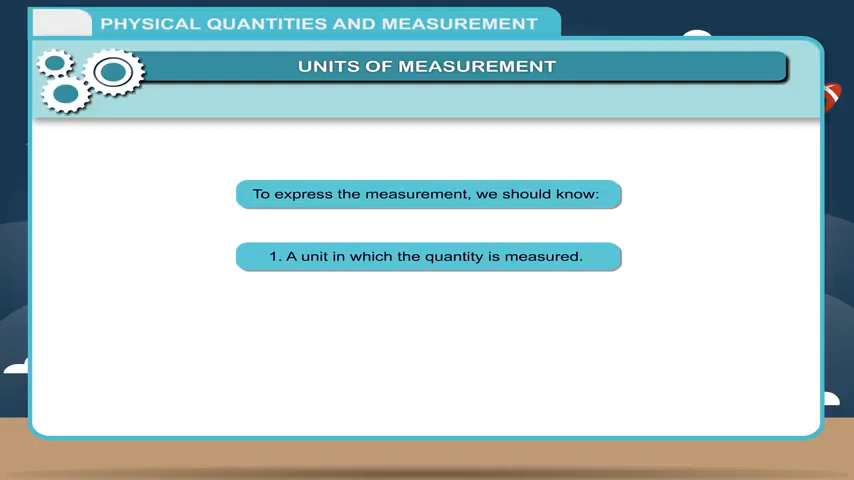 PHYSICAL QUANTITIES AND MEASUREMENT
UNITS OF MEASUREMENT
To express the measurement, we should know:
1. A unit in which the quantity is measured.